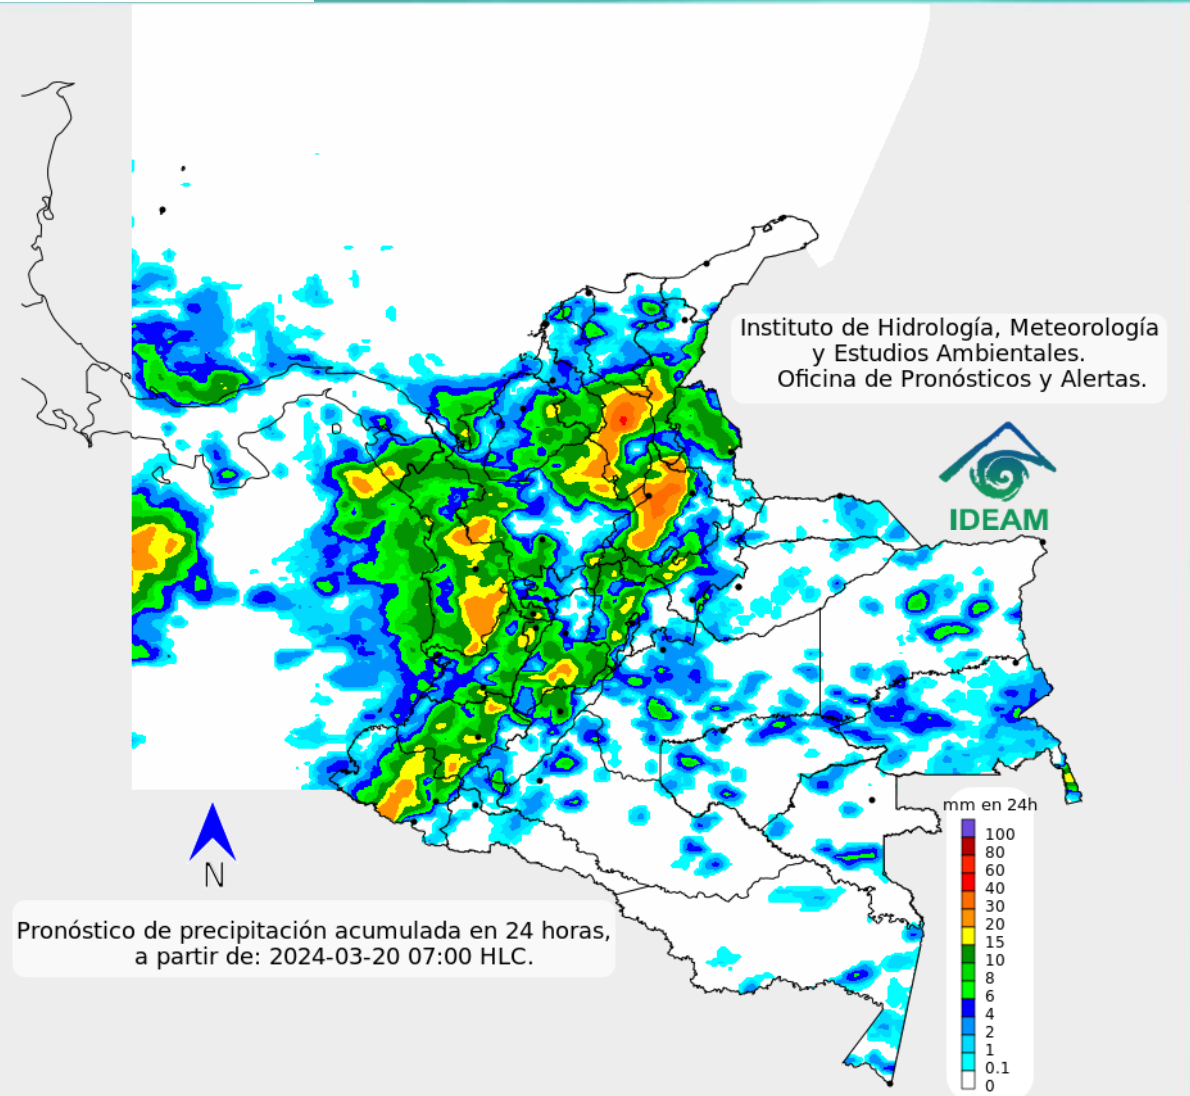 Instituto de Hidrología, Meteorología
y Estudios Ambientales.
Oficina de Pronósticos y Alertas.
IDEAM
mm en 24h
100
80
60
40
30
20
15
10
8
6
4
2
1
0.1
0
N
Pronóstico de precipitación acumulada en 24 horas,
a partir de: 2024-03-20 07:00 HLC.